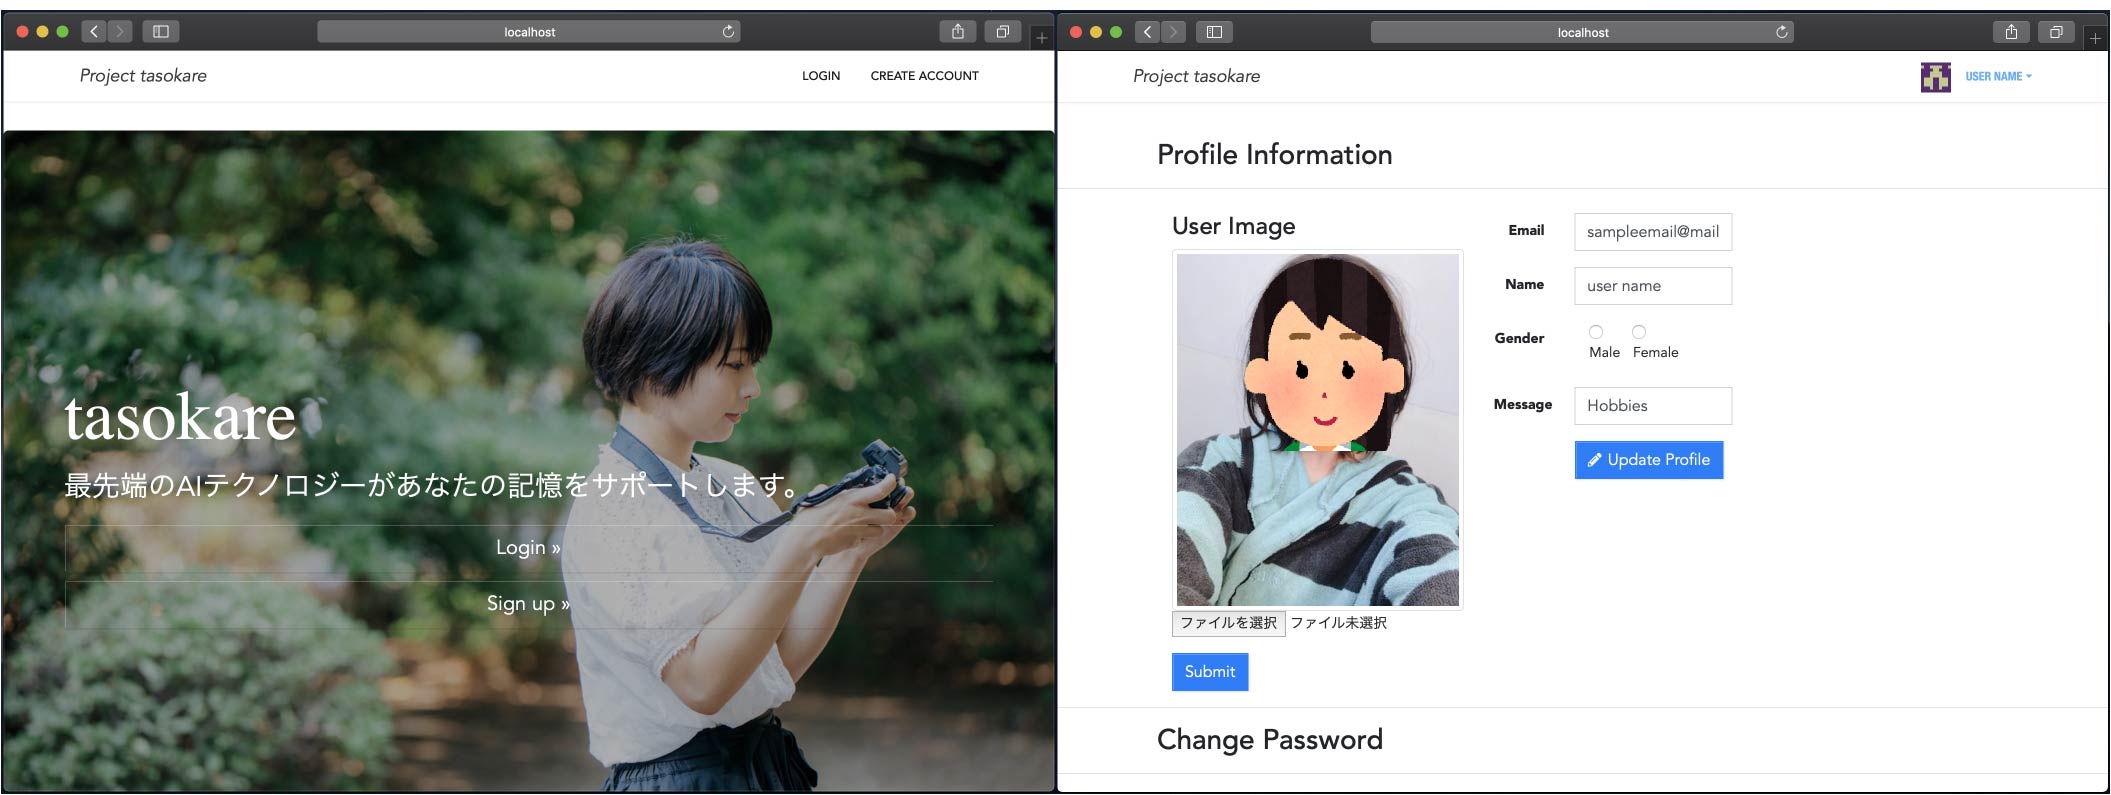 localhost
Project tasokare
LOGIN CREATE ACCOUNT
tasokare
最先端のAIテクノロジーがあなたの記憶をサポートします。
Login »
Sign up »
localhost
Project tasokare
USER NAME
Profile Information
User Image
Email sampleemail@mail
Name user name
Gender
Male Female
Message Hobbies
Update Profile
ファイルを選択 ファイル未選択
Submit
Change Password